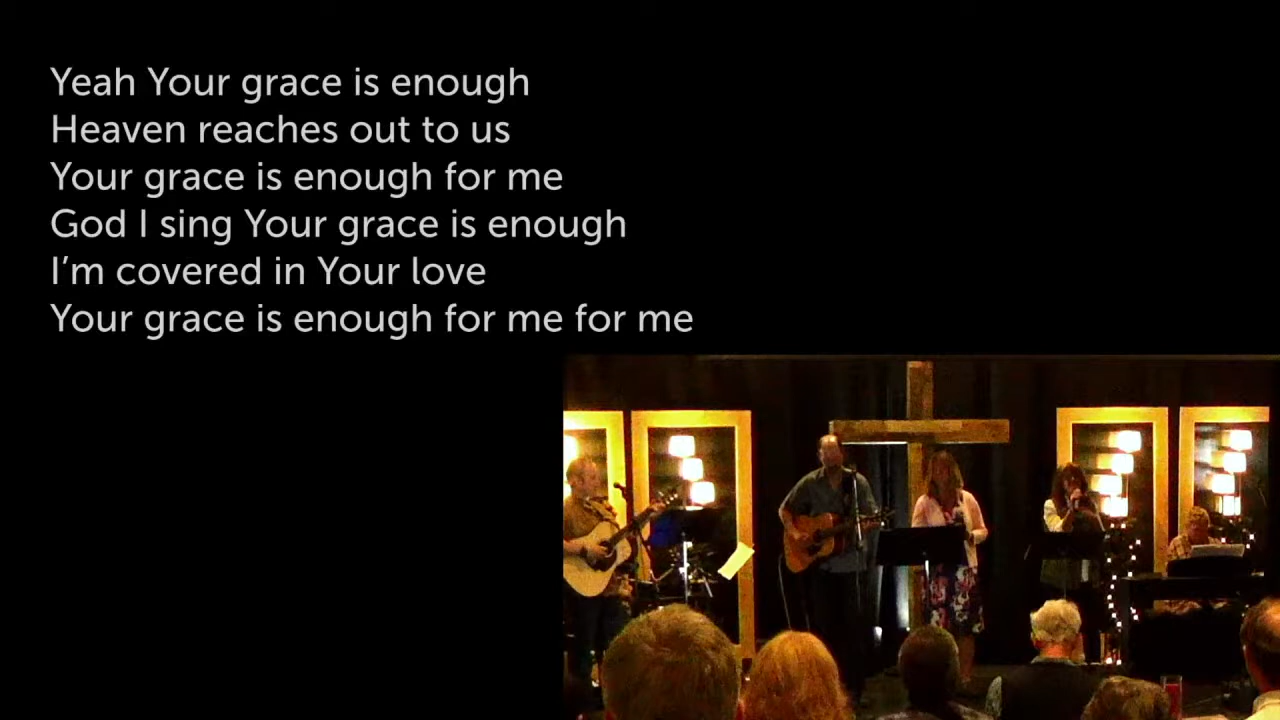 Yeah Your grace is enough
Heaven reaches out to us
Your grace is enough for me
God I sing Your grace is enough
I’m covered in Your love
Your grace is enough for me for me